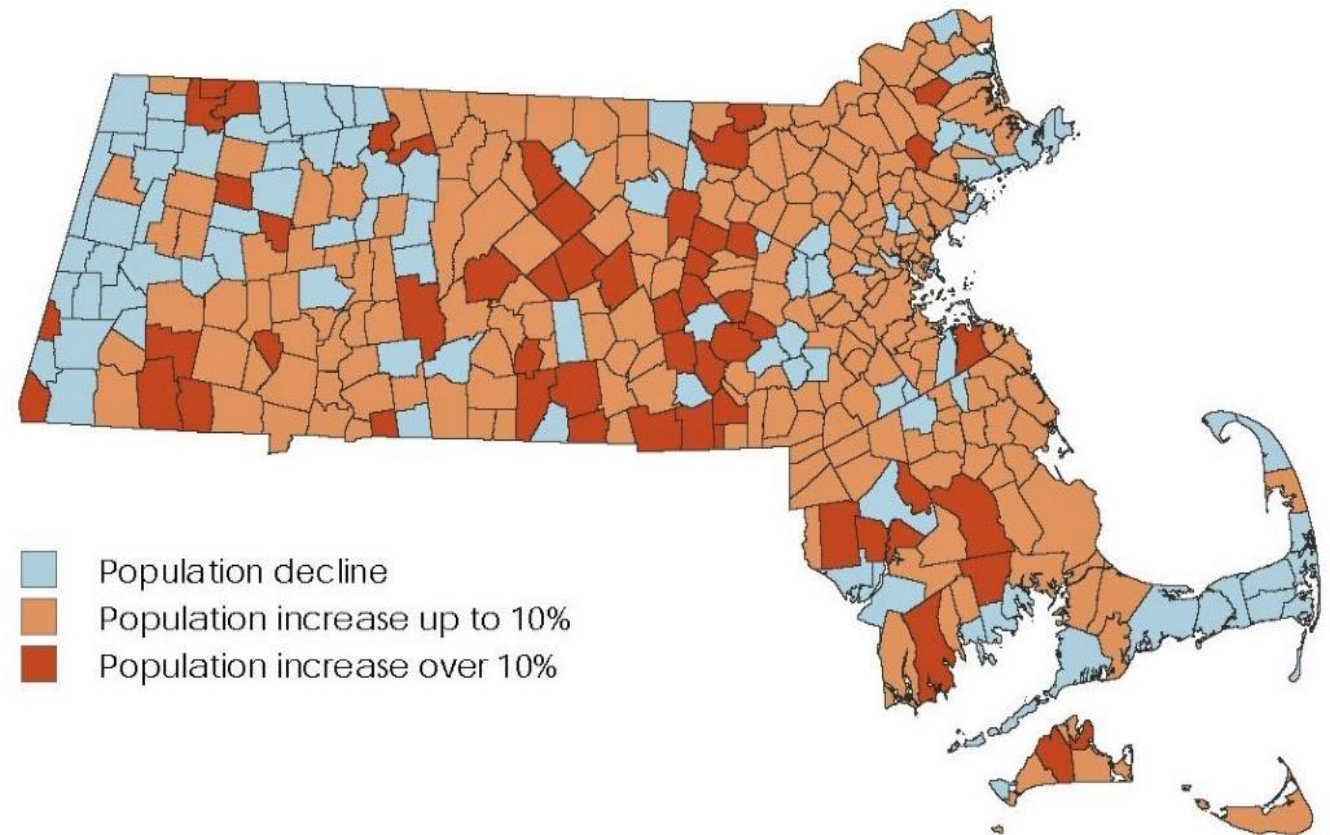 Population decline
Population increase up to 10%
Population increase over 10%